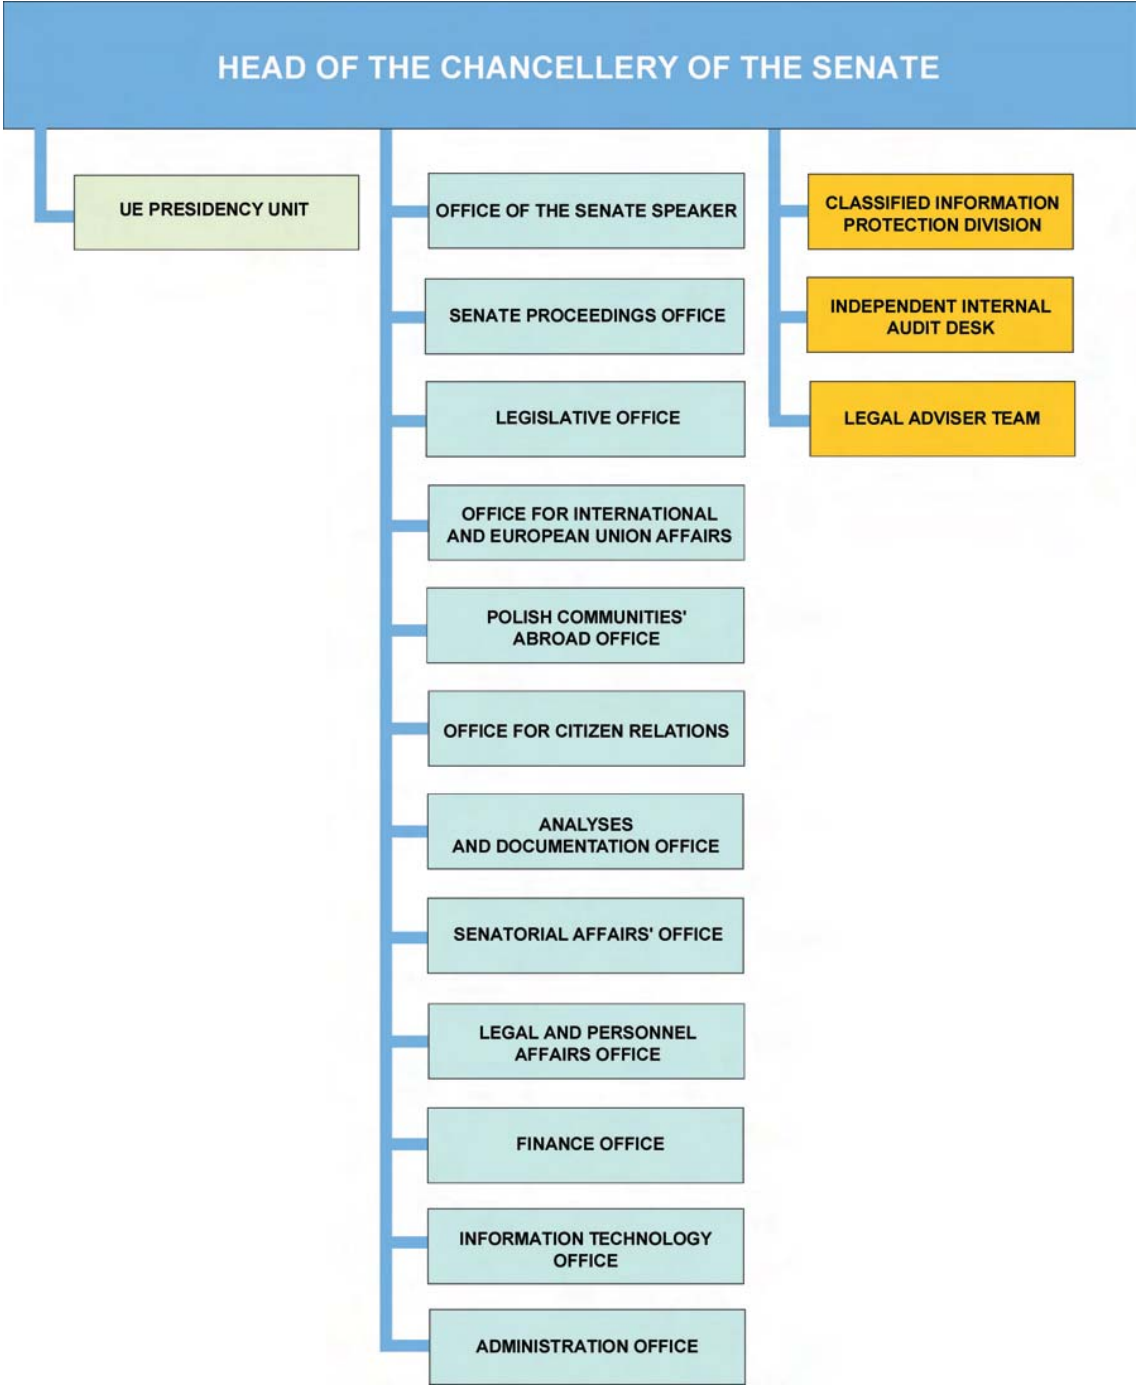 HEAD OF THE CHANCELLERY OF THE SENATE
UE PRESIDENCY UNIT
OFFICE OF THE SENATE SPEAKER
SENATE PROCEEDINGS OFFICE
LEGISLATIVE OFFICE
OFFICE FOR INTERNATIONAL
AND EUROPEAN UNION AFFAIRS
POLISH COMMUNITIES'
ABROAD OFFICE
OFFICE FOR CITIZEN RELATIONS
ANALYSES
AND DOCUMENTATION OFFICE
SENATORIAL AFFAIRS' OFFICE
LEGAL AND PERSONNEL
AFFAIRS OFFICE
FINANCE OFFICE
INFORMATION TECHNOLOGY
OFFICE
ADMINISTRATION OFFICE
CLASSIFIED INFORMATION
PROTECTION DIVISION
INDEPENDENT INTERNAL
AUDIT DESK
LEGAL ADVISER TEAM